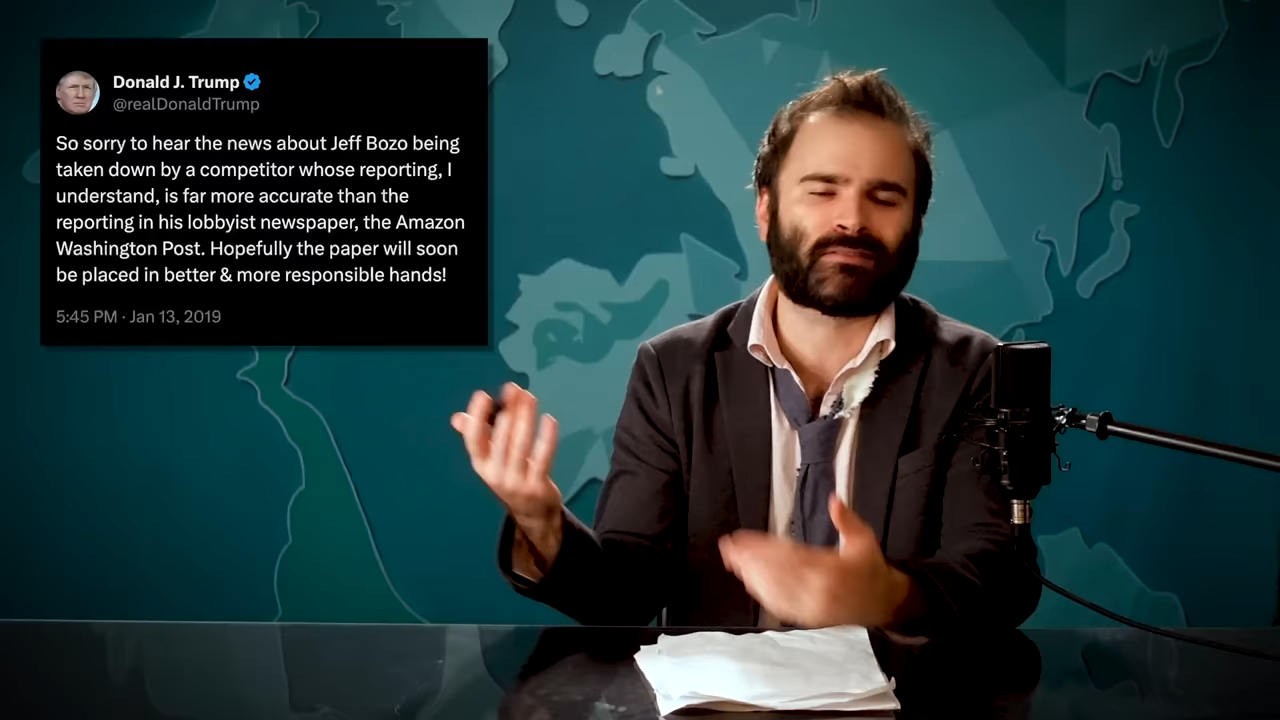 Donald J. Trump
@realDonaldTrump
So sorry to hear the news about Jeff Bozo being
taken down by a competitor whose reporting, I
understand, is far more accurate than the
reporting in his lobbyist newspaper, the Amazon
Washington Post. Hopefully the paper will soon
be placed in better & more responsible hands!
5:45 PM · Jan 13, 2019